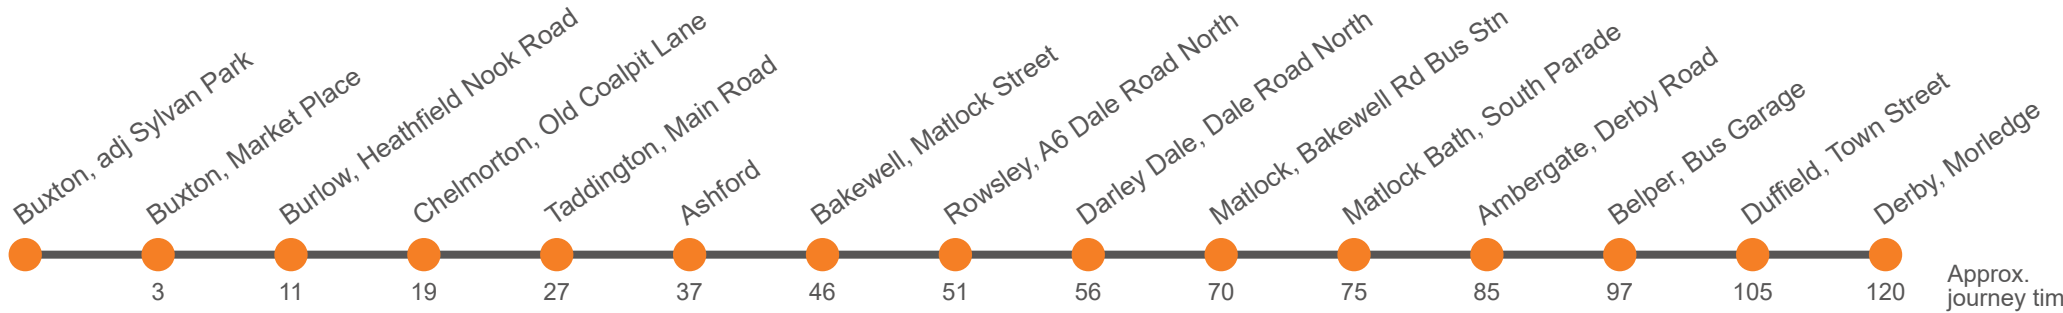 Buxton, adj Sylvan Park
Buxton, Market Place
Burlow, Heathfield Nook Road
Chelmorton, Old Coalpit Lane
Taddington, Main Road
Ashford
Bakewell, Matlock Street
Rowsley, A6 Dale Road North
Darley Dale, Dale Road North
Matlock, Bakewell Rd Bus Stn
Matlock Bath, South Parade
Ambergate, Derby Road
Belper, Bus Garage
Duffield, Town Street
Derby, Morledge
3 11 19 27 37 46 51 56 70 75 85 97 105 120
Approx.
journey tim